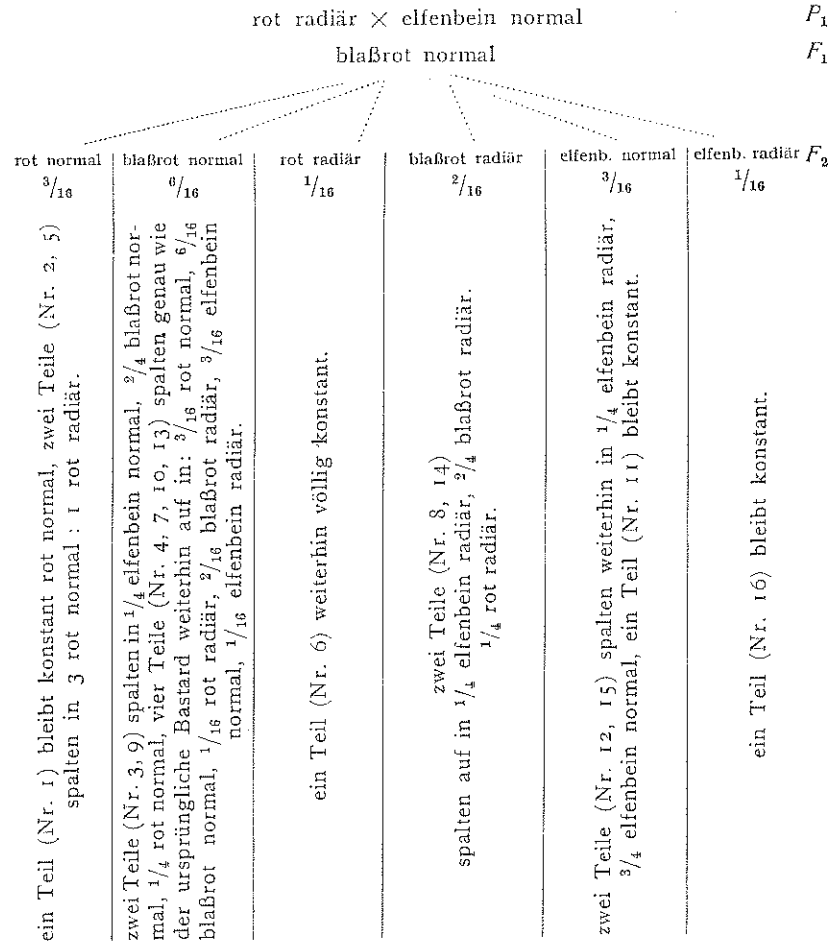 rot radiär × elfenbein normal P₁
blaßrot normal F₁
rot normal blaßrot normal rot radiär blaßrot radiär elfenb. normal elfenb. radiär F₂
3/16 6/16 1/16 2/16 3/16 1/16
ein Teil (Nr. 1) bleibt konstant rot normal, zwei Teile (Nr. 2, 5)
spalten in 3 rot normal : 1 rot radiär.
zwei Teile (Nr. 3, 9) spalten in 1/4 elfenbein normal, 2/4 blaßrot nor-
mal, 1/4 rot normal, vier Teile (Nr. 4, 7, 10, 13) spalten genau wie
der ursprüngliche Bastard weiterhin auf in: 3/16 rot normal, 6/16
blaßrot normal, 1/16 rot radiär, 2/16 blaßrot radiär, 3/16 elfenbein
normal, 1/16 elfenbein radiär.
ein Teil (Nr. 6) weiterhin völlig konstant.
zwei Teile (Nr. 8, 14)
spalten auf in 1/4 elfenbein radiär, 2/4 blaßrot radiär,
1/4 rot radiär.
zwei Teile (Nr. 12, 15) spalten weiterhin in 1/4 elfenbein radiär,
3/4 elfenbein normal, ein Teil (Nr. 11) bleibt konstant.
ein Teil (Nr. 16) bleibt konstant.